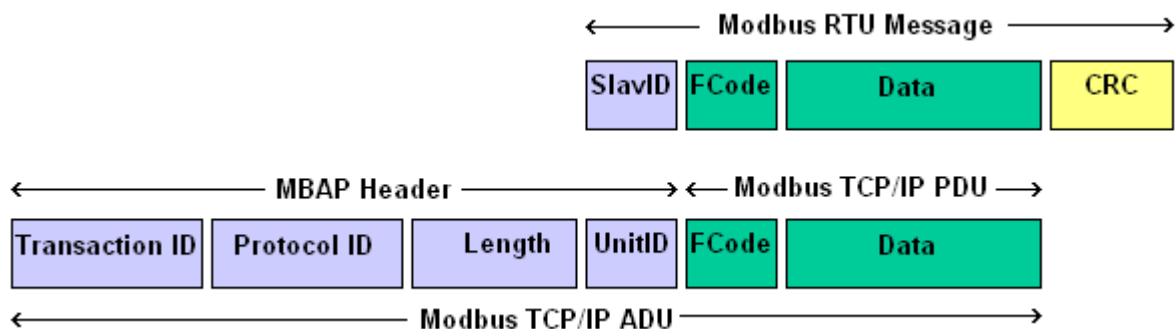 Modbus RTU Message
SlavID FCode Data CRC
MBAP Header Modbus TCP/IP PDU
Transaction ID Protocol ID Length UnitID FCode Data
Modbus TCP/IP ADU